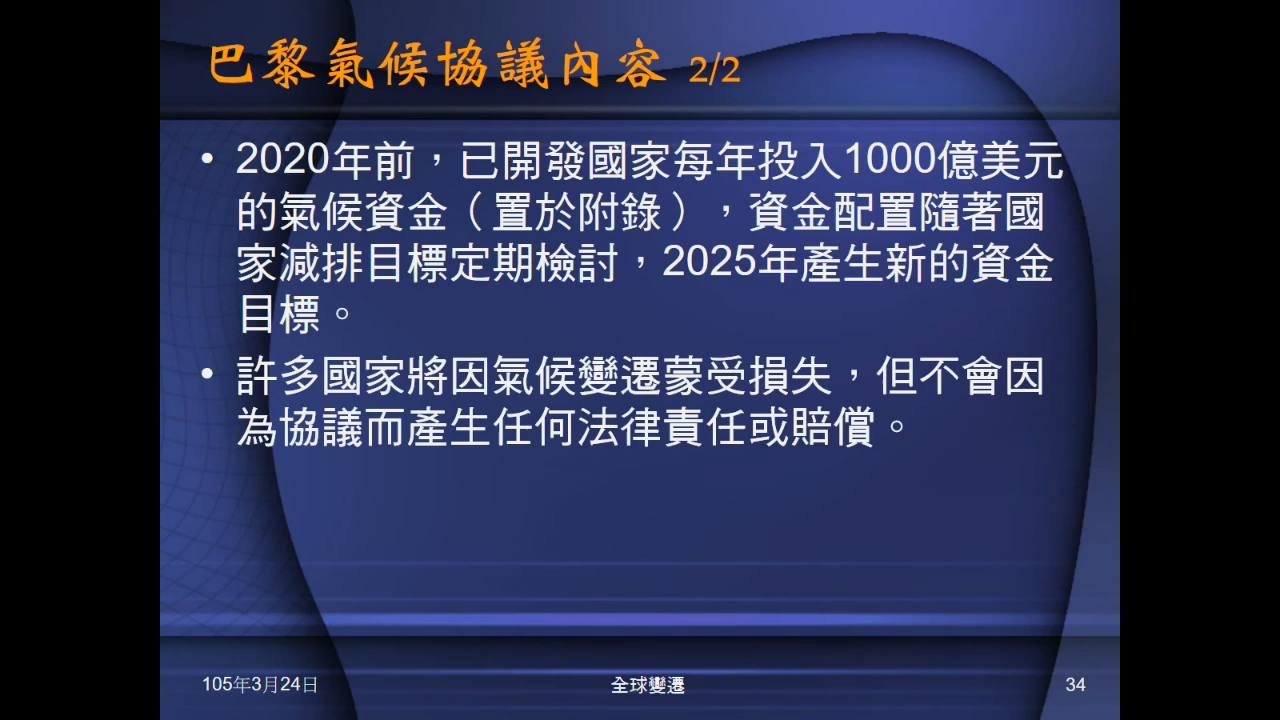 巴黎氣候協議內容 2/2
• 2020年前，已開發國家每年投入1000億美元
的氣候資金（置於附錄），資金配置隨著國
家減排目標定期檢討，2025年產生新的資金
目標。
• 許多國家將因氣候變遷蒙受損失，但不會因
為協議而產生任何法律責任或賠償。
105年3月24日
全球變遷
34